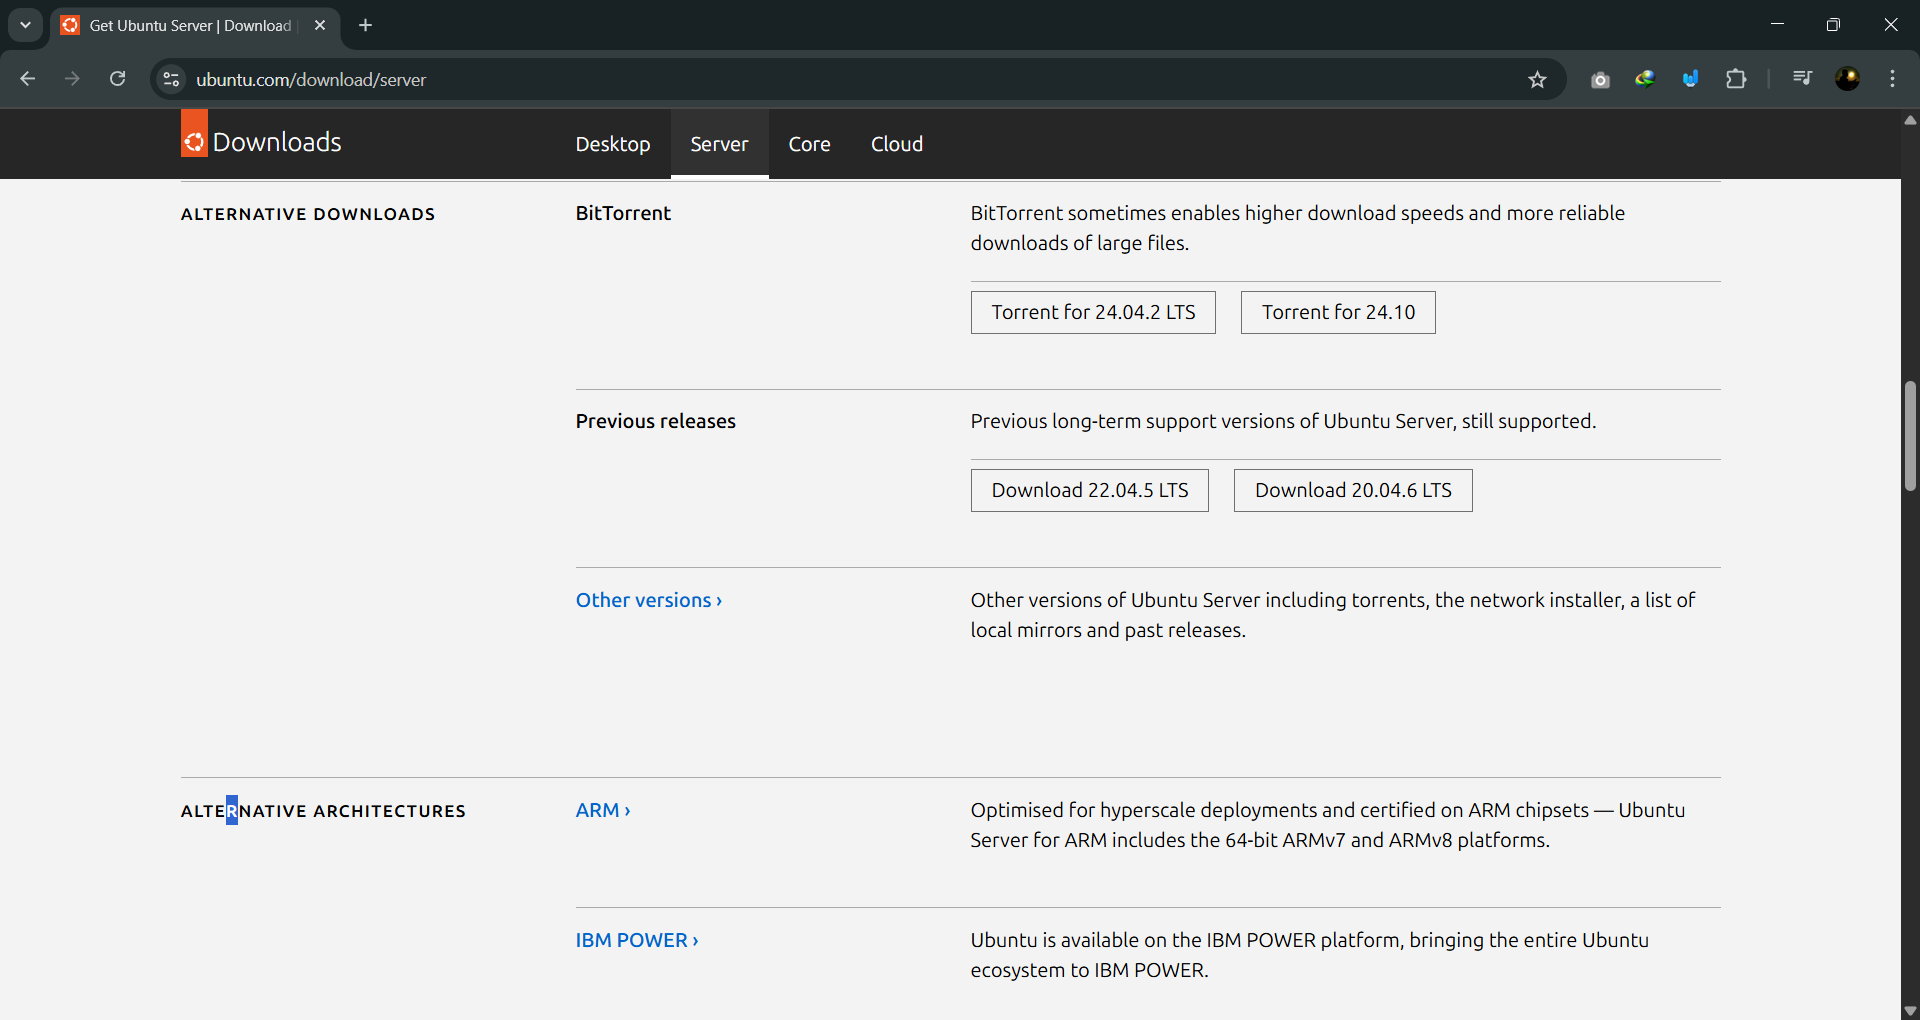 Get Ubuntu Server | Download
ubuntu.com/download/server
Downloads
Desktop
Server
Core
Cloud
ALTERNATIVE DOWNLOADS
BitTorrent
BitTorrent sometimes enables higher download speeds and more reliable
downloads of large files.
Torrent for 24.04.2 LTS
Torrent for 24.10
Previous releases
Previous long-term support versions of Ubuntu Server, still supported.
Download 22.04.5 LTS
Download 20.04.6 LTS
Other versions ›
Other versions of Ubuntu Server including torrents, the network installer, a list of
local mirrors and past releases.
ALTERNATIVE ARCHITECTURES
ARM ›
Optimised for hyperscale deployments and certified on ARM chipsets — Ubuntu
Server for ARM includes the 64-bit ARMv7 and ARMv8 platforms.
IBM POWER ›
Ubuntu is available on the IBM POWER platform, bringing the entire Ubuntu
ecosystem to IBM POWER.